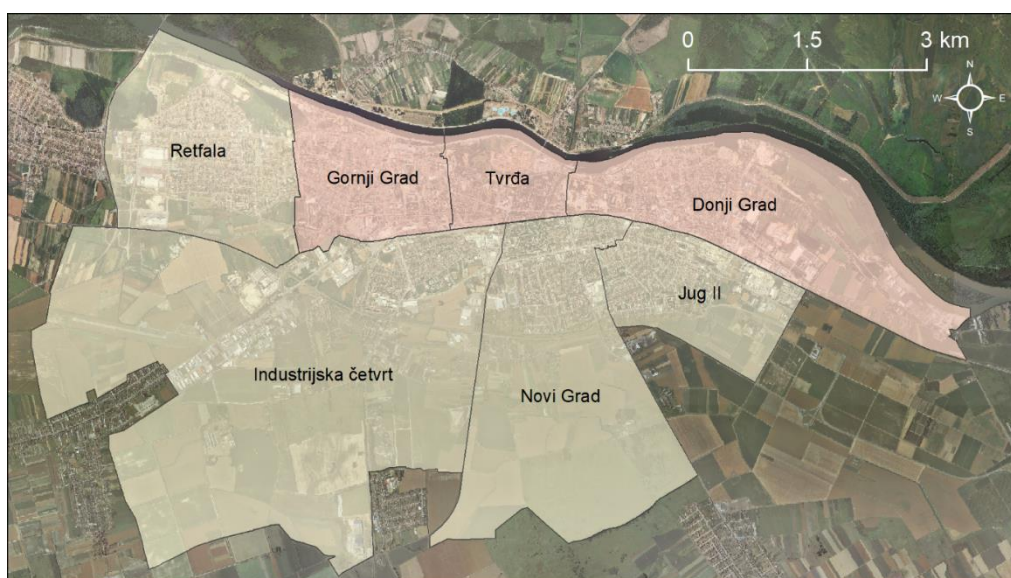 0 1.5 3 km
N
W E
S
Retfala
Gornji Grad
Tvrđa
Donji Grad
Jug II
Industrijska četvrt
Novi Grad